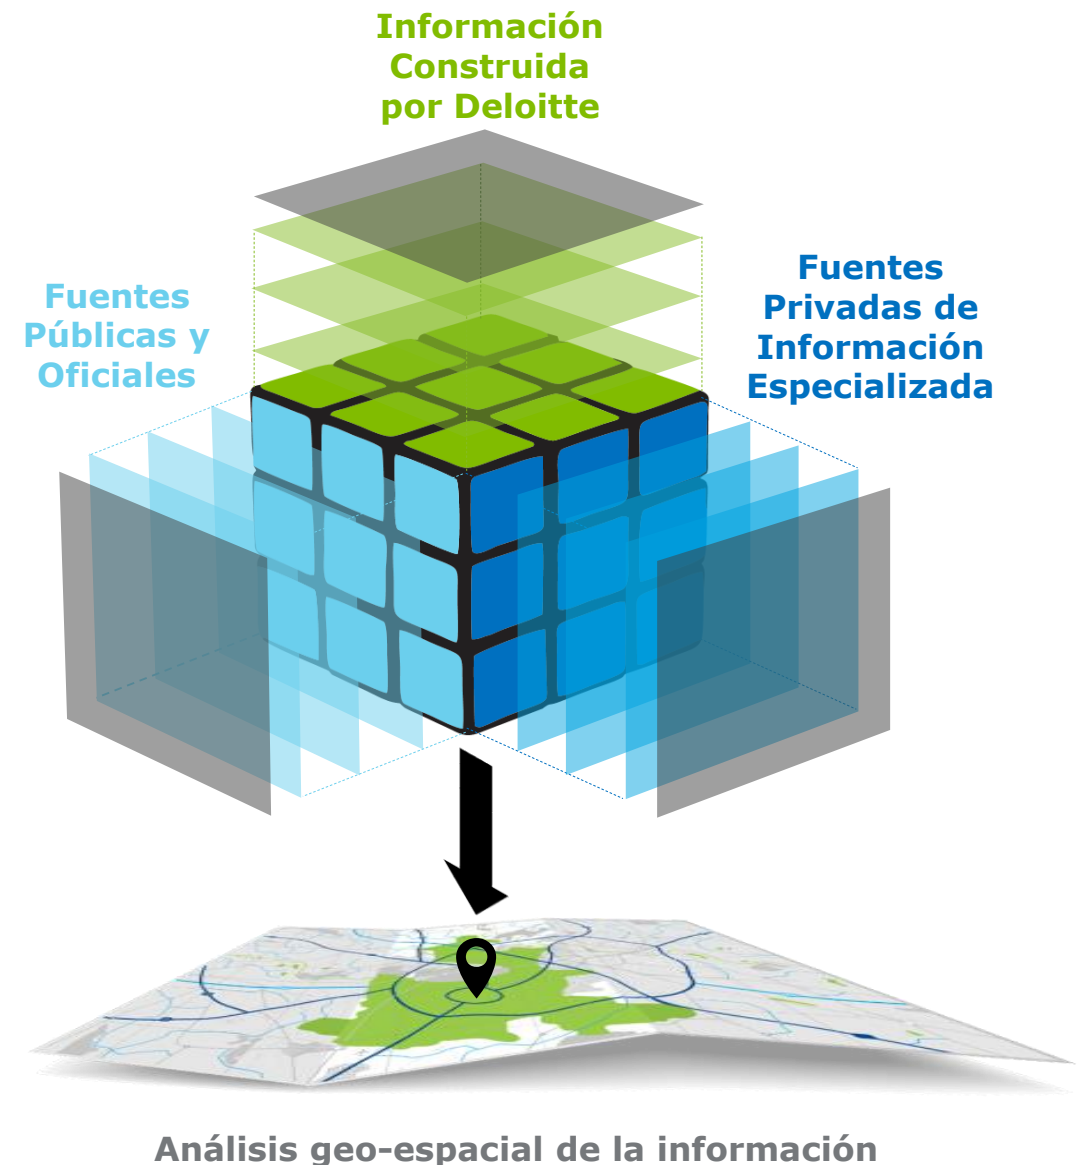 Información
Construida
por Deloitte
Fuentes
Públicas y
Oficiales
Fuentes
Privadas de
Información
Especializada
Análisis geo-espacial de la información